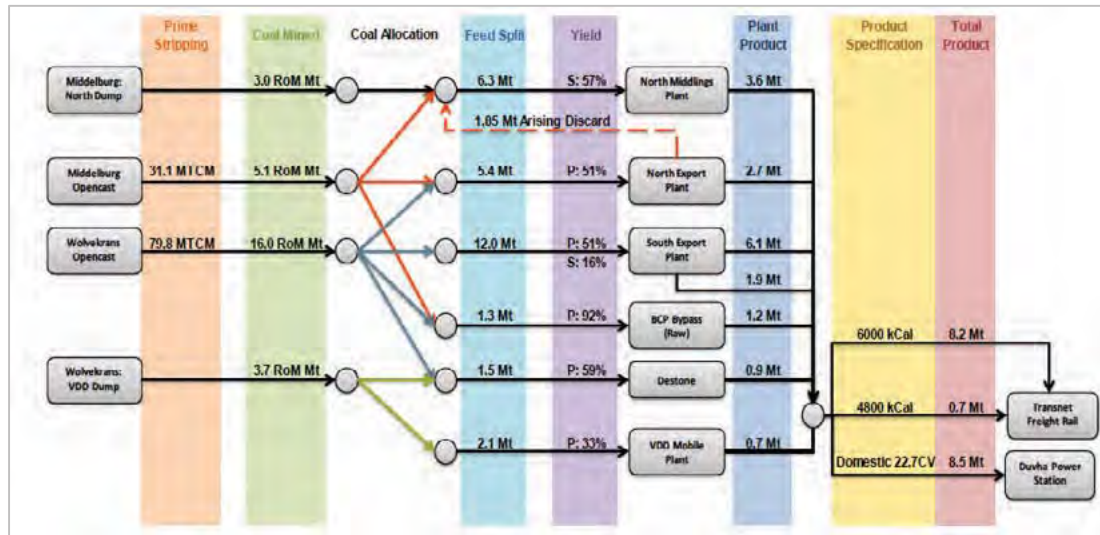 Prime Stripping
Coal Mined
Coal Allocation
Feed Split
Yield
Plant Product
Product Specification
Total Product
Middelburg: North Dump
3.0 RoM Mt
6.3 Mt
S: 57%
North Middlings Plant
3.6 Mt
1.05 Mt Arising Discard
Middelburg Opencast
31.1 MTCM
5.1 RoM Mt
5.4 Mt
P: 51%
North Export Plant
2.7 Mt
Wolvekrans Opencast
79.8 MTCM
16.0 RoM Mt
12.0 Mt
P: 51%
S: 16%
South Export Plant
6.1 Mt
1.9 Mt
1.3 Mt
P: 92%
BCP Bypass (Raw)
1.2 Mt
6000 kCal
8.2 Mt
Wolvekrans: VDD Dump
3.7 RoM Mt
1.5 Mt
P: 59%
Destone
0.9 Mt
4800 kCal
0.7 Mt
Transnet Freight Rail
2.1 Mt
P: 33%
VDD Mobile Plant
0.7 Mt
Domestic 22.7CV
8.5 Mt
Duvha Power Station